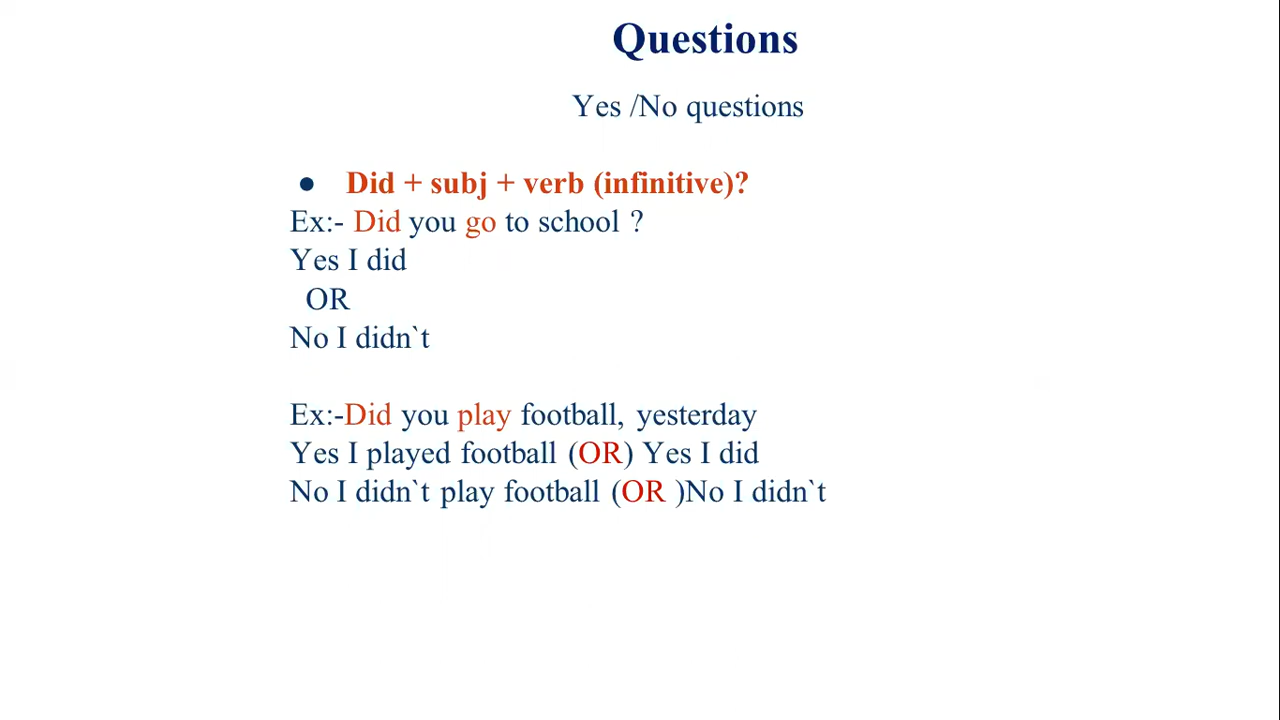 Questions
Yes /No questions
● Did + subj + verb (infinitive)?
Ex:- Did you go to school ?
Yes I did
OR
No I didn`t
Ex:-Did you play football, yesterday
Yes I played football (OR) Yes I did
No I didn`t play football (OR )No I didn`t